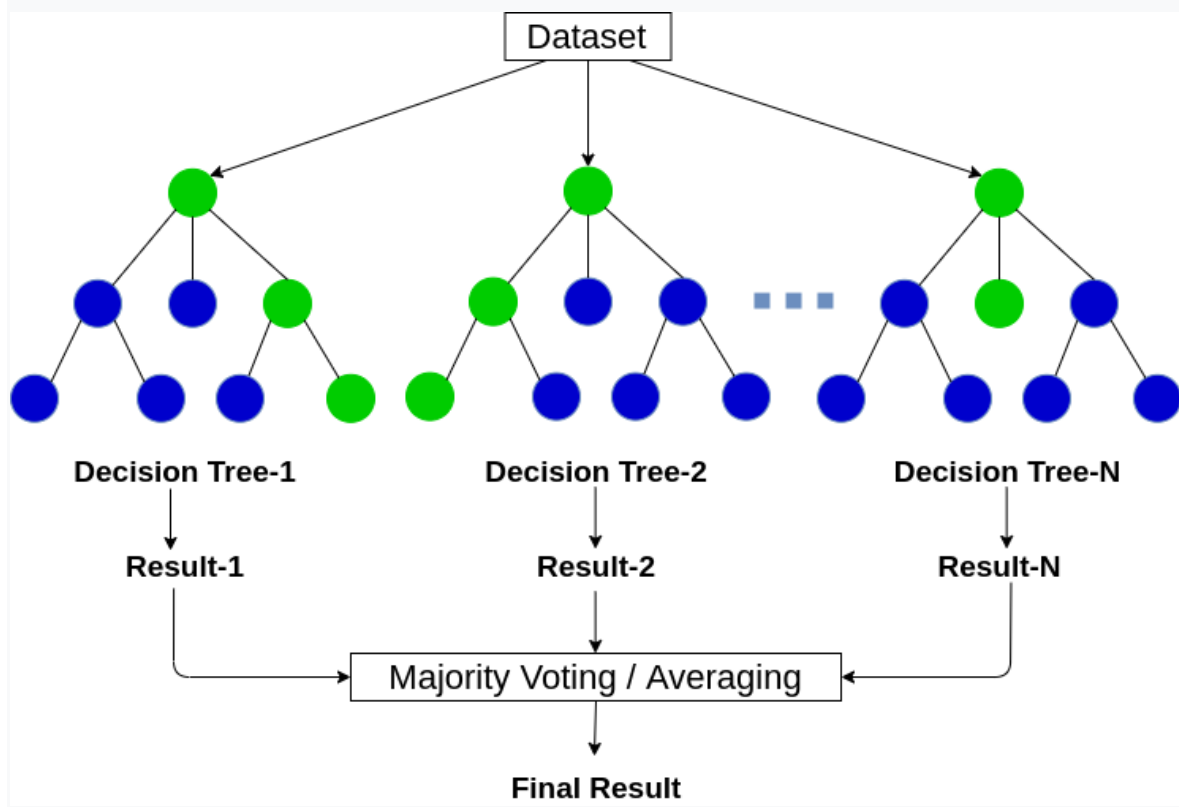 Dataset
Decision Tree-1
Decision Tree-2
Decision Tree-N
Result-1
Result-2
Result-N
Majority Voting / Averaging
Final Result